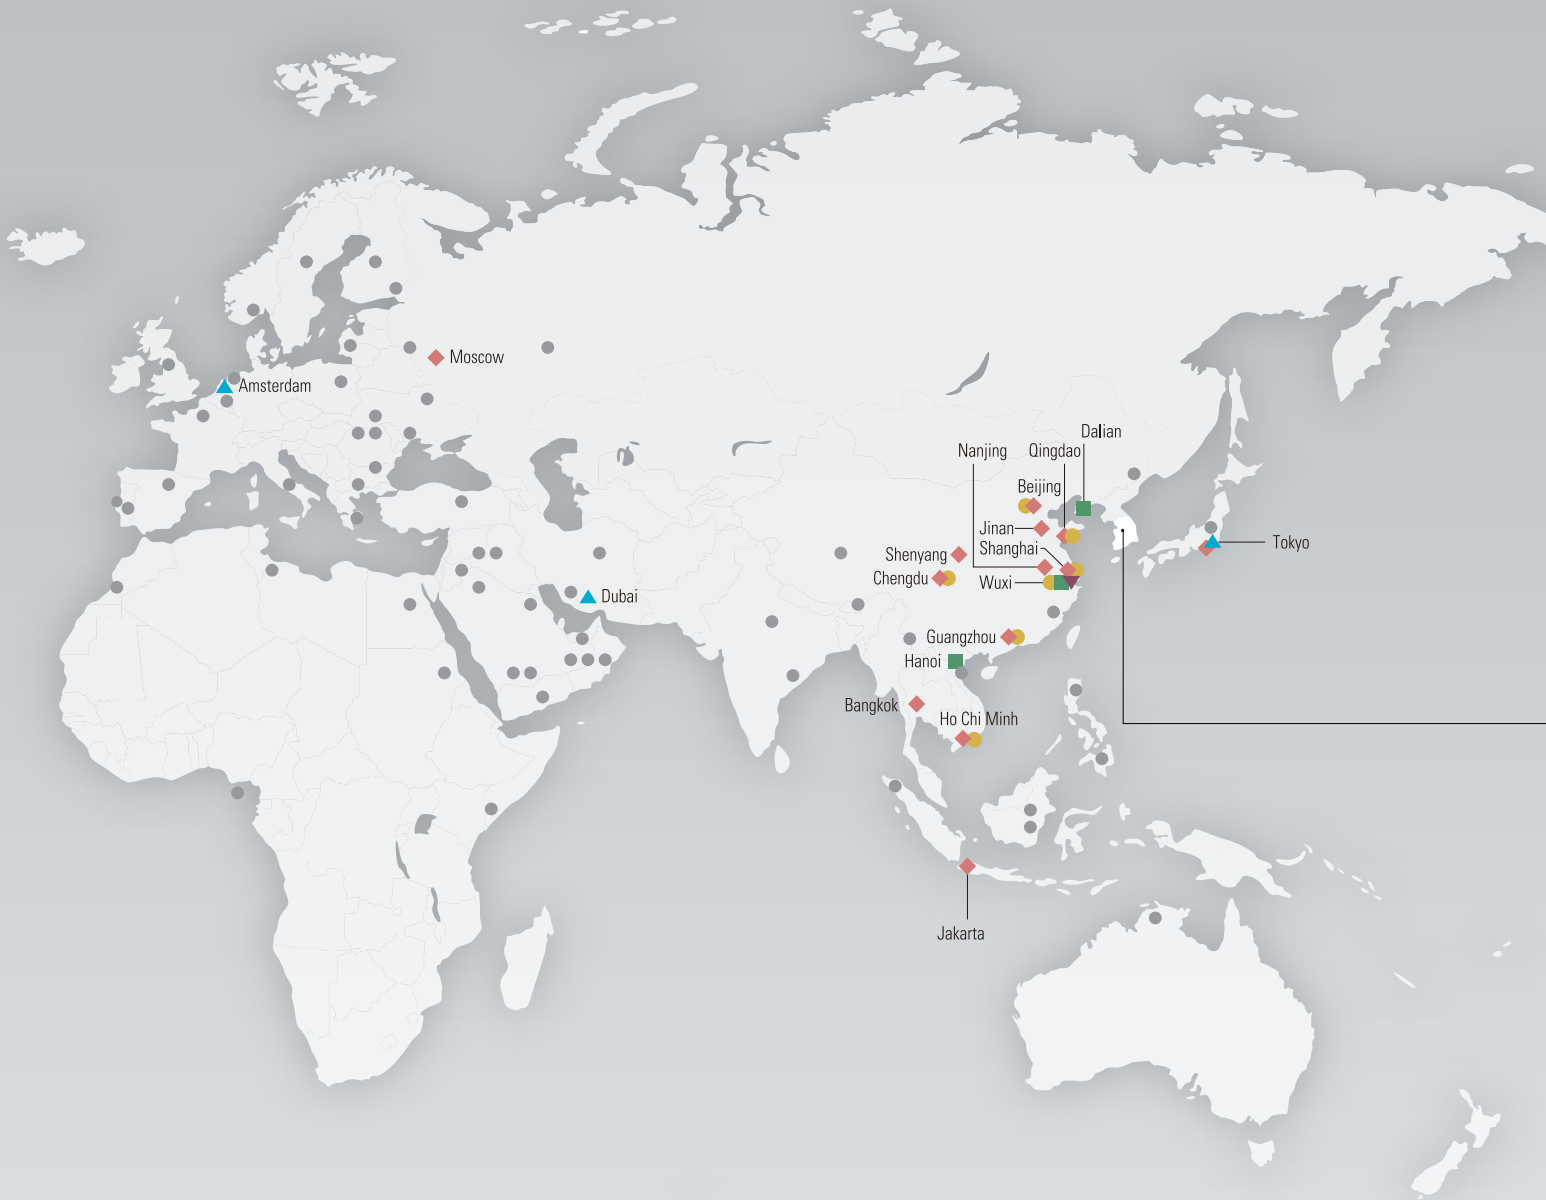 Moscow
Amsterdam
Dalian
Nanjing
Qingdao
Beijing
Jinan
Shanghai
Tokyo
Shenyang
Chengdu
Wuxi
Dubai
Guangzhou
Hanoi
Bangkok
Ho Chi Minh
Jakarta